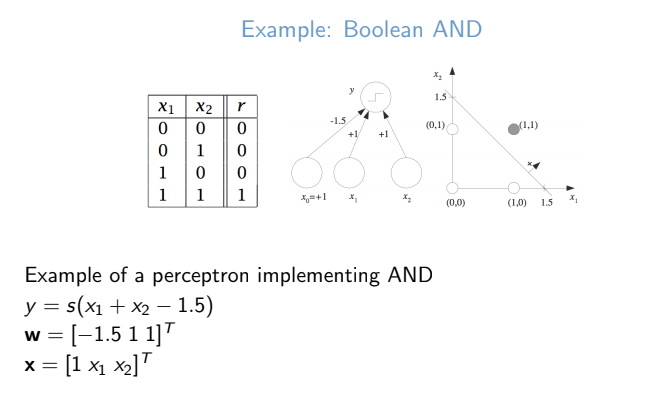 Example: Boolean AND
x₁ x₂ r
0 0 0
0 1 0
1 0 0
1 1 1
y
-1.5
+1
+1
x₀=+1
x₁
x₂
x₂
1.5
(0,1)
(1,1)
x
(0,0)
(1,0)
1.5
x₁
Example of a perceptron implementing AND
y = s(x₁ + x₂ − 1.5)
w = [−1.5 1 1]ᵀ
x = [1 x₁ x₂]ᵀ